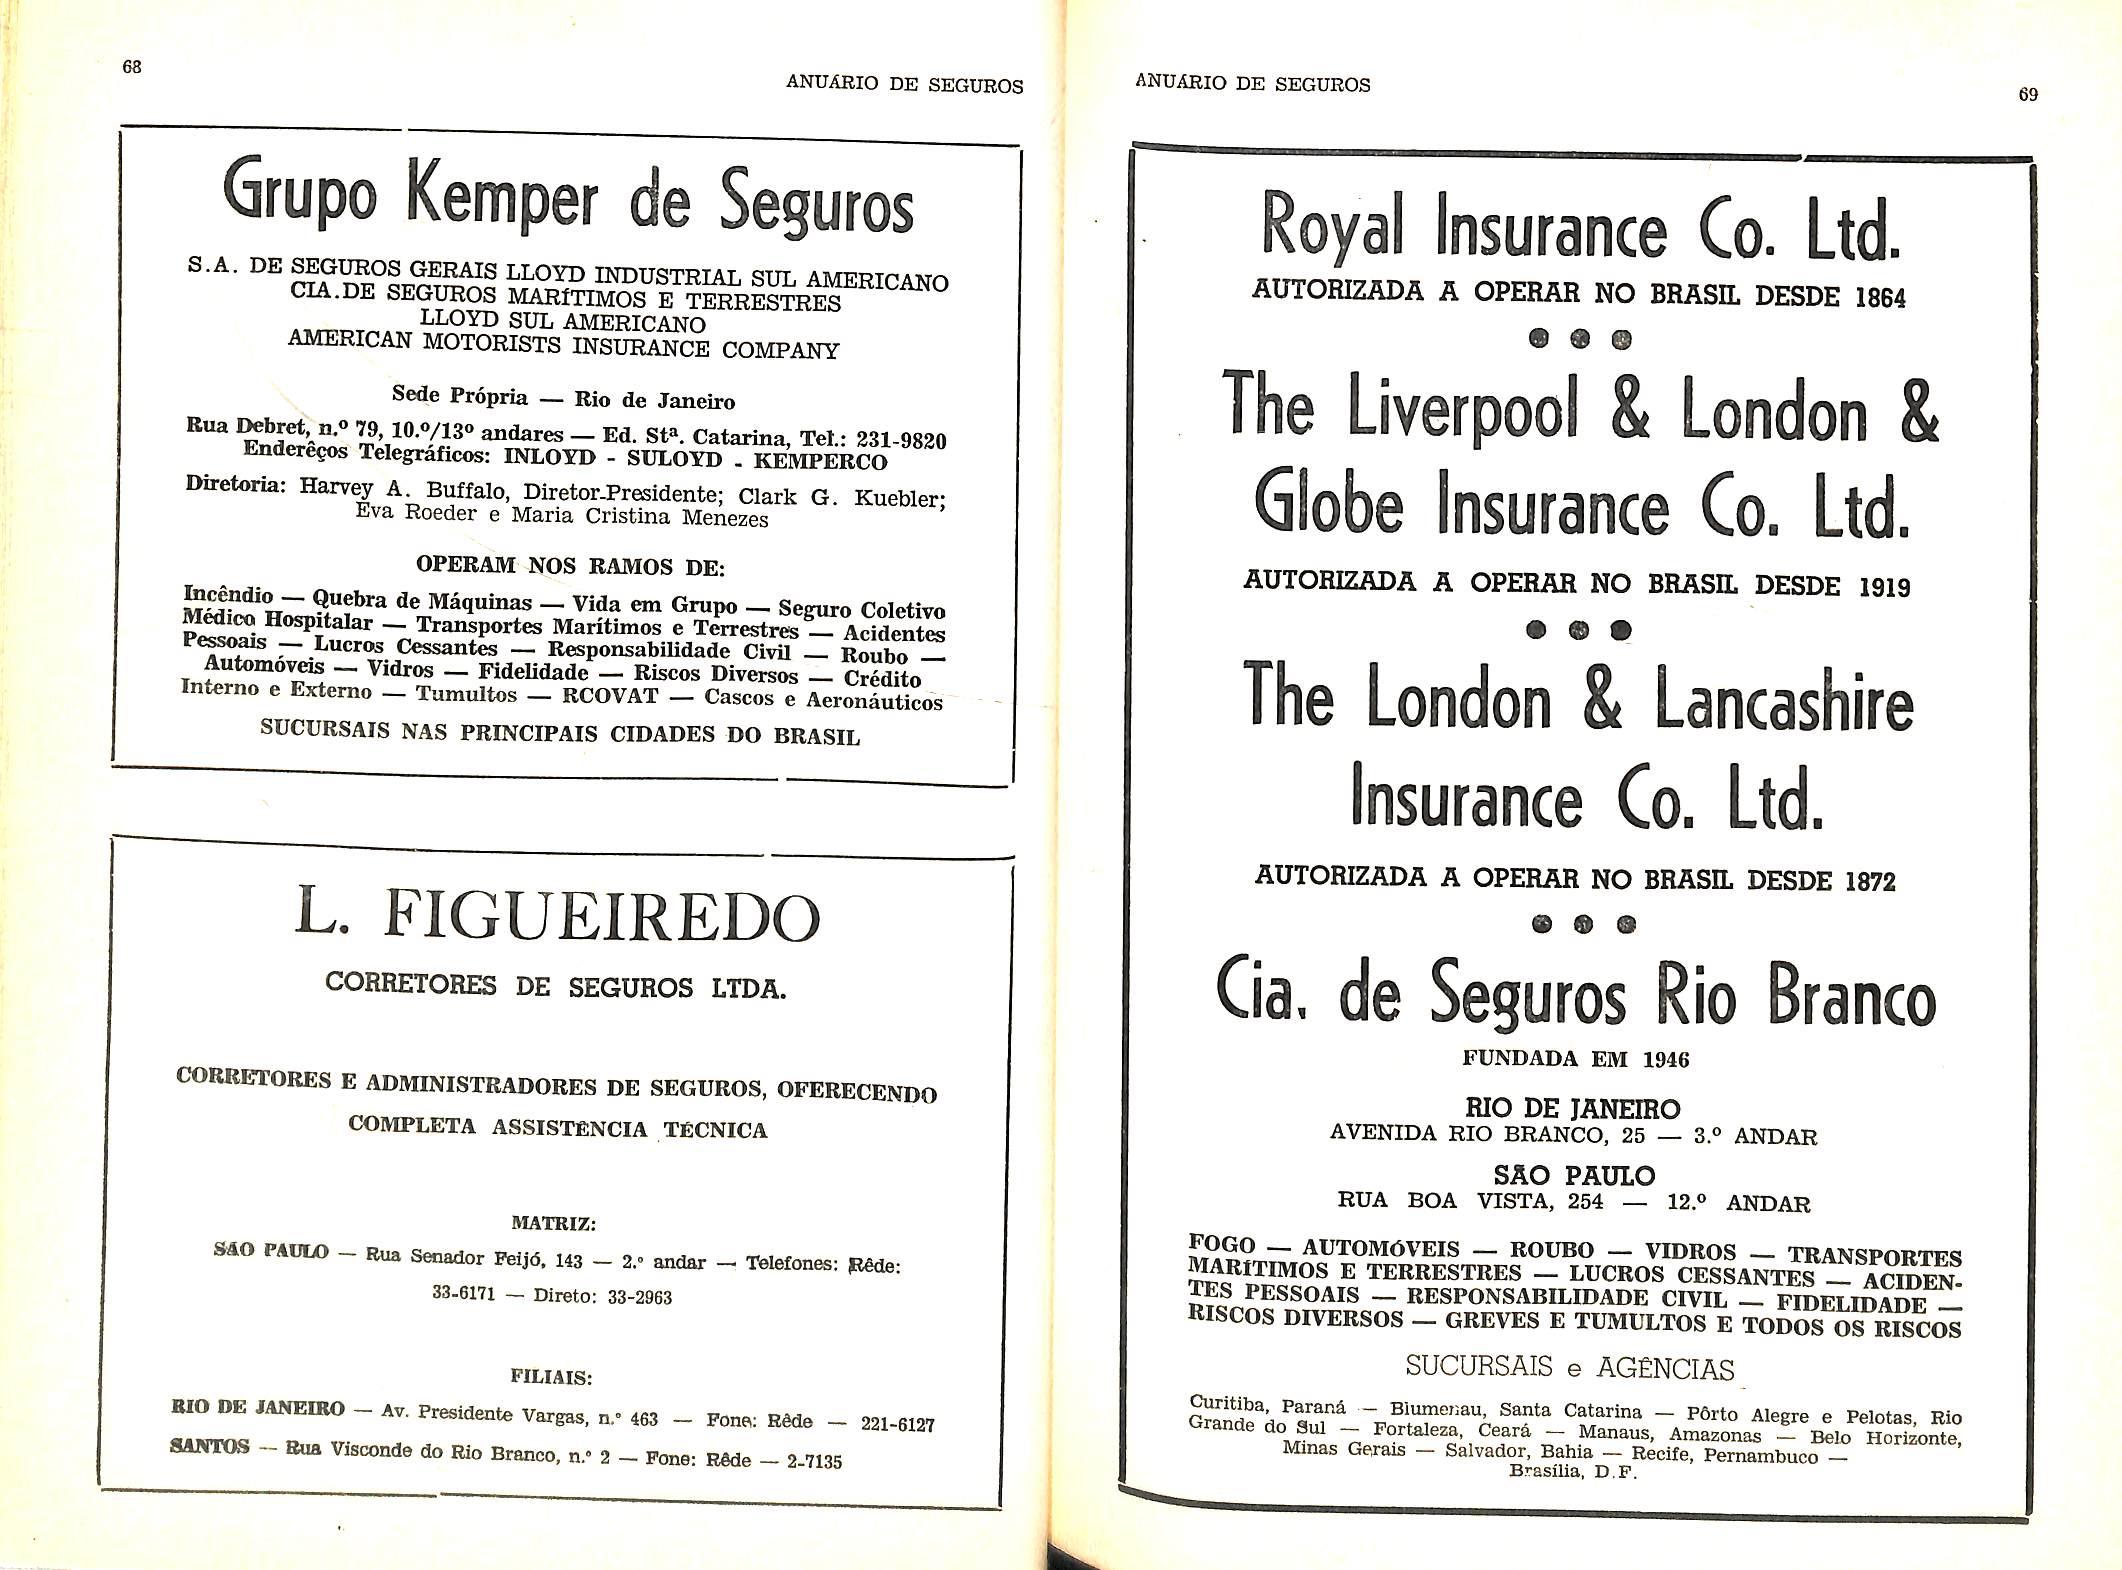 68
ANUÁRIO DE SEGUROS
Grupo Kemper de Seguros
S.A. DE SEGUROS GERAIS LLOYD INDUSTRIAL SUL AMERICANO
CIA.DE SEGUROS MARÍTIMOS E TERRESTRES
LLOYD SUL AMERICANO
AMERICAN MOTORISTS INSURANCE COMPANY
Sede Própria — Rio de Janeiro
Rua Debret, n.º 79, 10.º/13º andares — Ed. Stª. Catarina, Tel.: 231-9820
Enderêços Telegráficos: INLOYD - SULOYD - KEMPERCO
Diretoria: Harvey A. Buffalo, Diretor-Presidente; Clark G. Kuebler;
Eva Roeder e Maria Cristina Menezes
OPERAM NOS RAMOS DE:
Incêndio — Quebra de Máquinas — Vida em Grupo — Seguro Coletivo
Médico Hospitalar — Transportes Marítimos e Terrestres — Acidentes
Pessoais — Lucros Cessantes — Responsabilidade Civil — Roubo —
Automóveis — Vidros — Fidelidade — Riscos Diversos — Crédito
Interno e Externo — Tumultos — RCOVAT — Cascos e Aeronáuticos
SUCURSAIS NAS PRINCIPAIS CIDADES DO BRASIL
L. FIGUEIREDO
CORRETORES DE SEGUROS LTDA.
CORRETORES E ADMINISTRADORES DE SEGUROS, OFERECENDO
COMPLETA ASSISTÊNCIA TÉCNICA
MATRIZ:
SÃO PAULO — Rua Senador Feijó, 143 — 2.º andar — Telefones: Rêde:
33-6171 — Direto: 33-2963
FILIAIS:
RIO DE JANEIRO — Av. Presidente Vargas, n.º 463 — Fone: Rêde — 221-6127
SANTOS — Rua Visconde do Rio Branco, n.º 2 — Fone: Rêde — 2-7135
ANUÁRIO DE SEGUROS
69
Royal Insurance Co. Ltd.
AUTORIZADA A OPERAR NO BRASIL DESDE 1864
The Liverpool & London &
Globe Insurance Co. Ltd.
AUTORIZADA A OPERAR NO BRASIL DESDE 1919
The London & Lancashire
Insurance Co. Ltd.
AUTORIZADA A OPERAR NO BRASIL DESDE 1872
Cia. de Seguros Rio Branco
FUNDADA EM 1946
RIO DE JANEIRO
AVENIDA RIO BRANCO, 25 — 3.º ANDAR
SÃO PAULO
RUA BOA VISTA, 254 — 12.º ANDAR
FOGO — AUTOMÓVEIS — ROUBO — VIDROS — TRANSPORTES
MARÍTIMOS E TERRESTRES — LUCROS CESSANTES — ACIDEN-
TES PESSOAIS — RESPONSABILIDADE CIVIL — FIDELIDADE —
RISCOS DIVERSOS — GREVES E TUMULTOS E TODOS OS RISCOS
SUCURSAIS e AGÊNCIAS
Curitiba, Paraná — Blumenau, Santa Catarina — Pôrto Alegre e Pelotas, Rio
Grande do Sul — Fortaleza, Ceará — Manaus, Amazonas — Belo Horizonte,
Minas Gerais — Salvador, Bahia — Recife, Pernambuco —
Brasília, D.F.